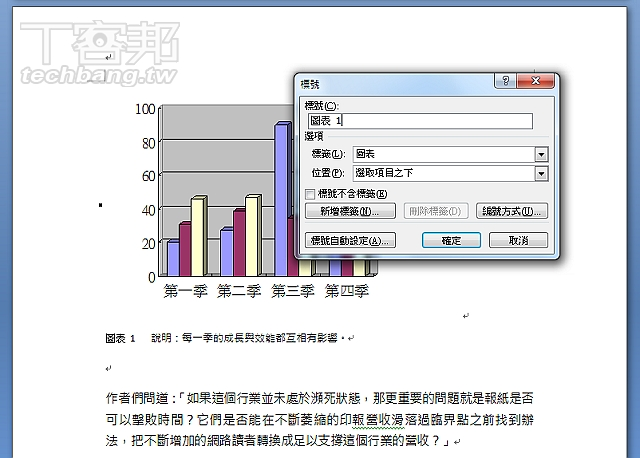 T客邦
techbang.tw
標號
標號(C):
圖表 1
選項
標籤(L): 圖表
位置(P): 選取項目之下
標號不含標籤(E)
新增標籤(N)... 刪除標籤(D) 編號方式(U)...
標號自動設定(A)... 確定 取消
100
80
60
40
20
0
第一季 第二季 第三季 第四季
圖表 1 說明：每一季的成長與效能都互相有影響。
作者們問道：「如果這個行業並未處於瀕死狀態，那更重要的問題就是報紙是否
可以擊敗時間？它們是否能在不斷萎縮的印報營收滑落過臨界點之前找到辦
法，把不斷增加的網路讀者轉換成足以支撐這個行業的營收？」